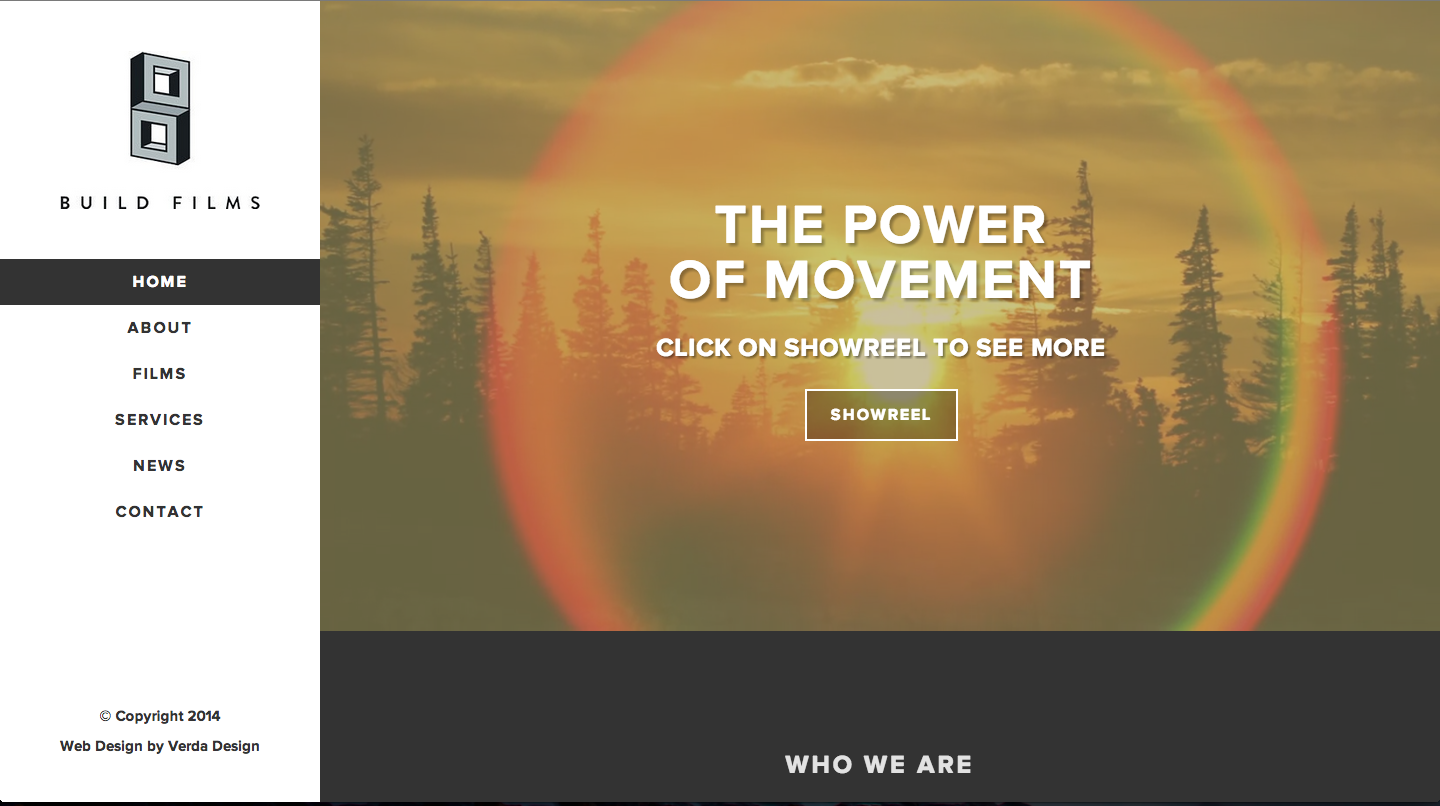 BUILD FILMS
HOME
ABOUT
FILMS
SERVICES
NEWS
CONTACT
© Copyright 2014
Web Design by Verda Design
THE POWER
OF MOVEMENT
CLICK ON SHOWREEL TO SEE MORE
SHOWREEL
WHO WE ARE